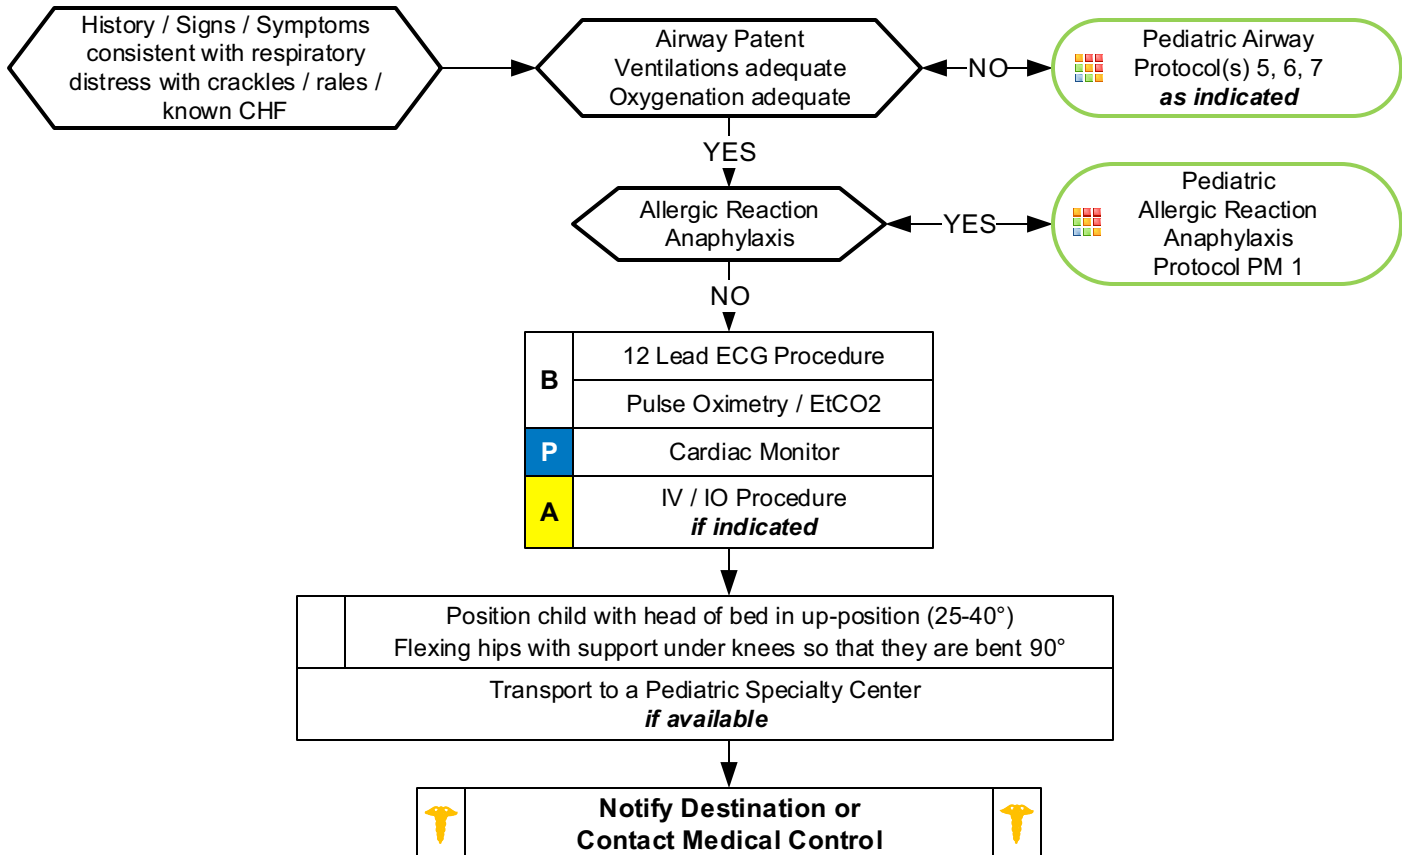 History / Signs / Symptoms
consistent with respiratory
distress with crackles / rales /
known CHF
Airway Patent
Ventilations adequate
Oxygenation adequate
NO
Pediatric Airway
Protocol(s) 5, 6, 7
as indicated
YES
Allergic Reaction
Anaphylaxis
YES
Pediatric
Allergic Reaction
Anaphylaxis
Protocol PM 1
NO
B
12 Lead ECG Procedure
Pulse Oximetry / EtCO2
P
Cardiac Monitor
A
IV / IO Procedure
if indicated
Position child with head of bed in up-position (25-40°)
Flexing hips with support under knees so that they are bent 90°
Transport to a Pediatric Specialty Center
if available
Notify Destination or
Contact Medical Control